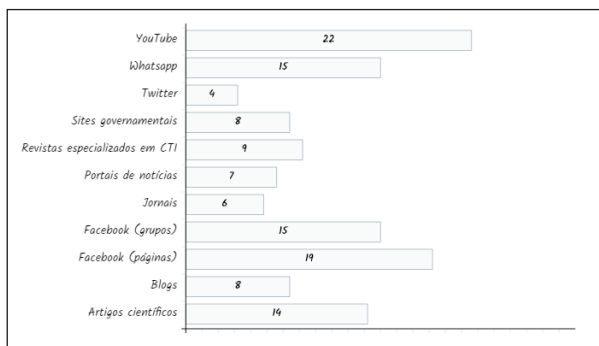 YouTube 22
Whatsapp 15
Twitter 4
Sites governamentais 8
Revistas especializados em CTI 9
Portais de notícias 7
Jornais 6
Facebook (grupos) 15
Facebook (páginas) 19
Blogs 8
Artigos científicos 14